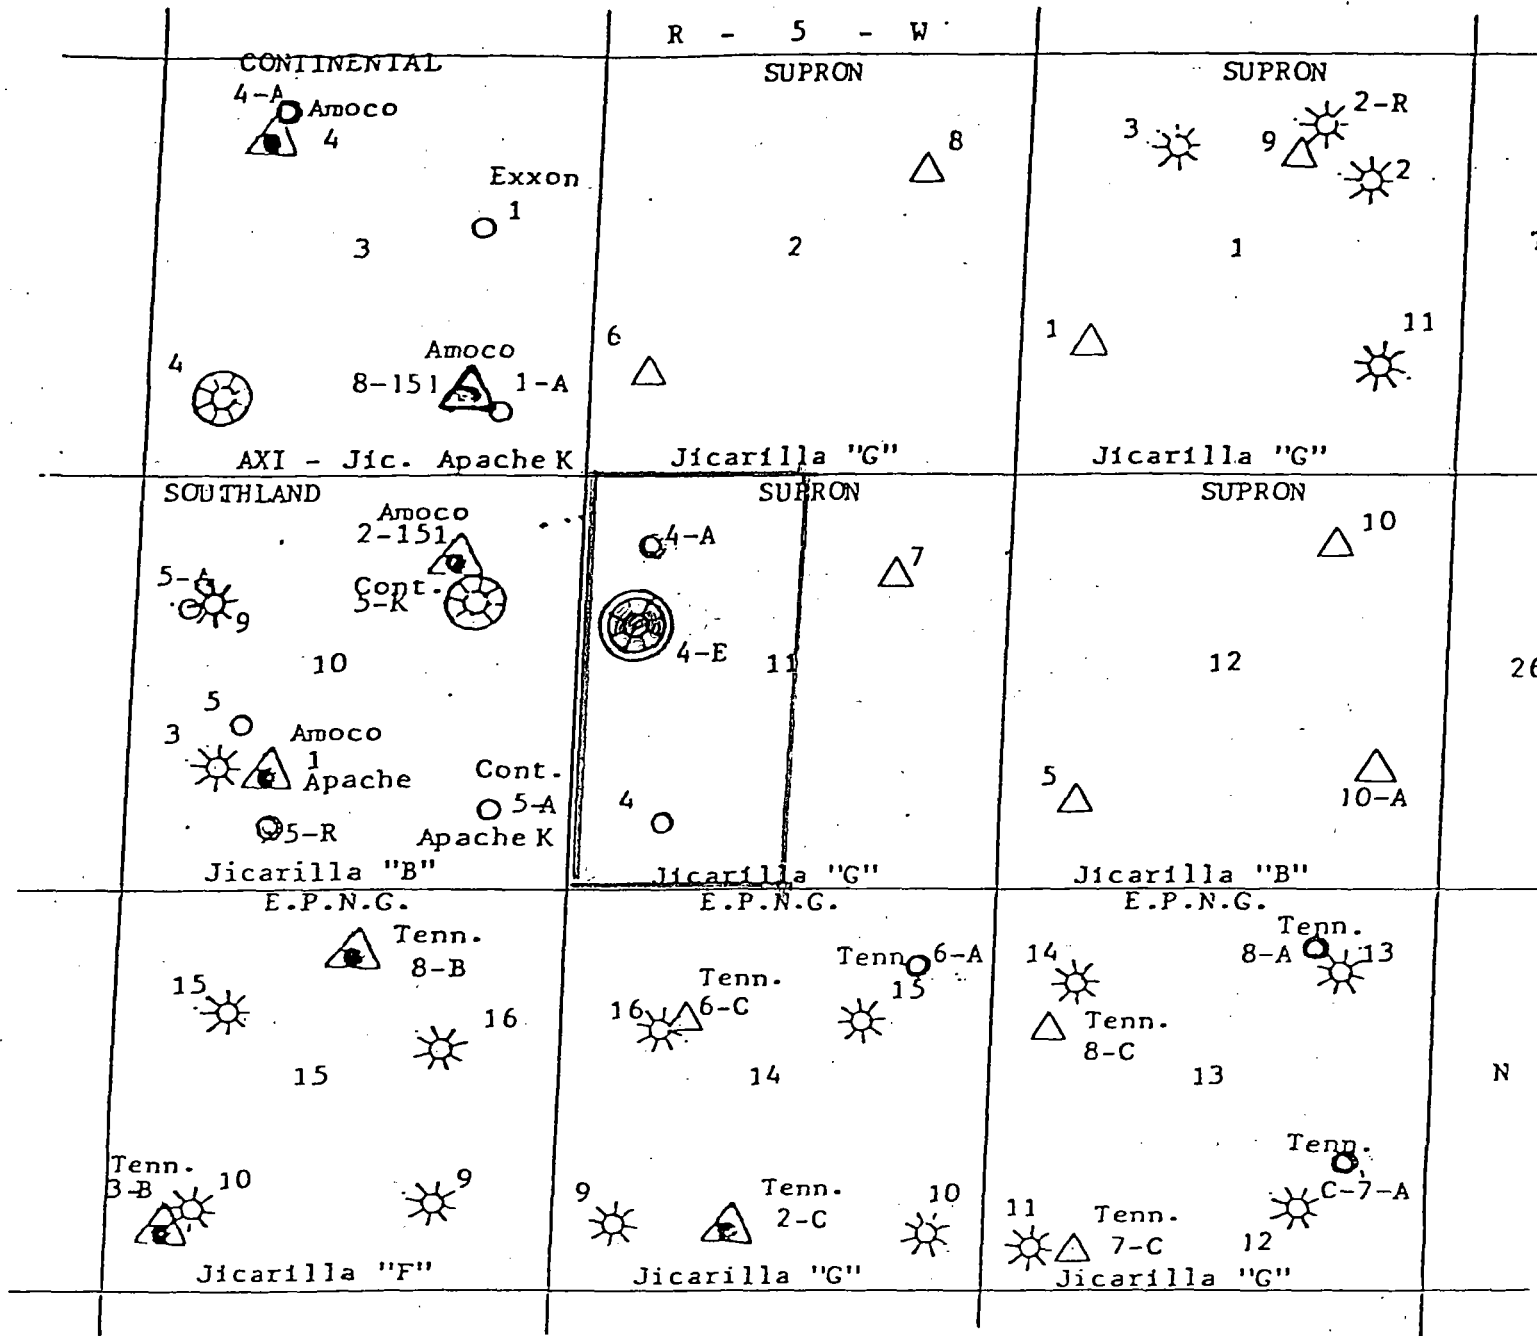 R - 5 - W
CONTINENTAL
4-A
Amoco
4
Exxon
1
3
4
Amoco
8-151
1-A
AXI - Jic. Apache K
SUPRON
8
2
6
Jicarilla "G"
SUPRON
2-R
3
9
2
1
1
11
Jicarilla "G"
SOUTHLAND
Amoco
2-151
5-A
Cont.
5-K
9
10
5
3
Amoco
1
Apache
Cont.
5-A
5-R
Apache K
Jicarilla "B"
SUPRON
4-A
7
4-E
11
4
Jicarilla "G"
SUPRON
10
12
26
5
10-A
Jicarilla "B"
E.P.N.G.
Tenn.
8-B
15
16
15
Tenn.
3-B
10
9
Jicarilla "F"
E.P.N.G.
Tenn.
6-A
Tenn.
6-C
16
15
14
9
Tenn.
2-C
10
Jicarilla "G"
E.P.N.G.
Tenn.
8-A
14
13
Tenn.
8-C
13
N
Tenn.
C-7-A
11
Tenn.
7-C
12
Jicarilla "G"